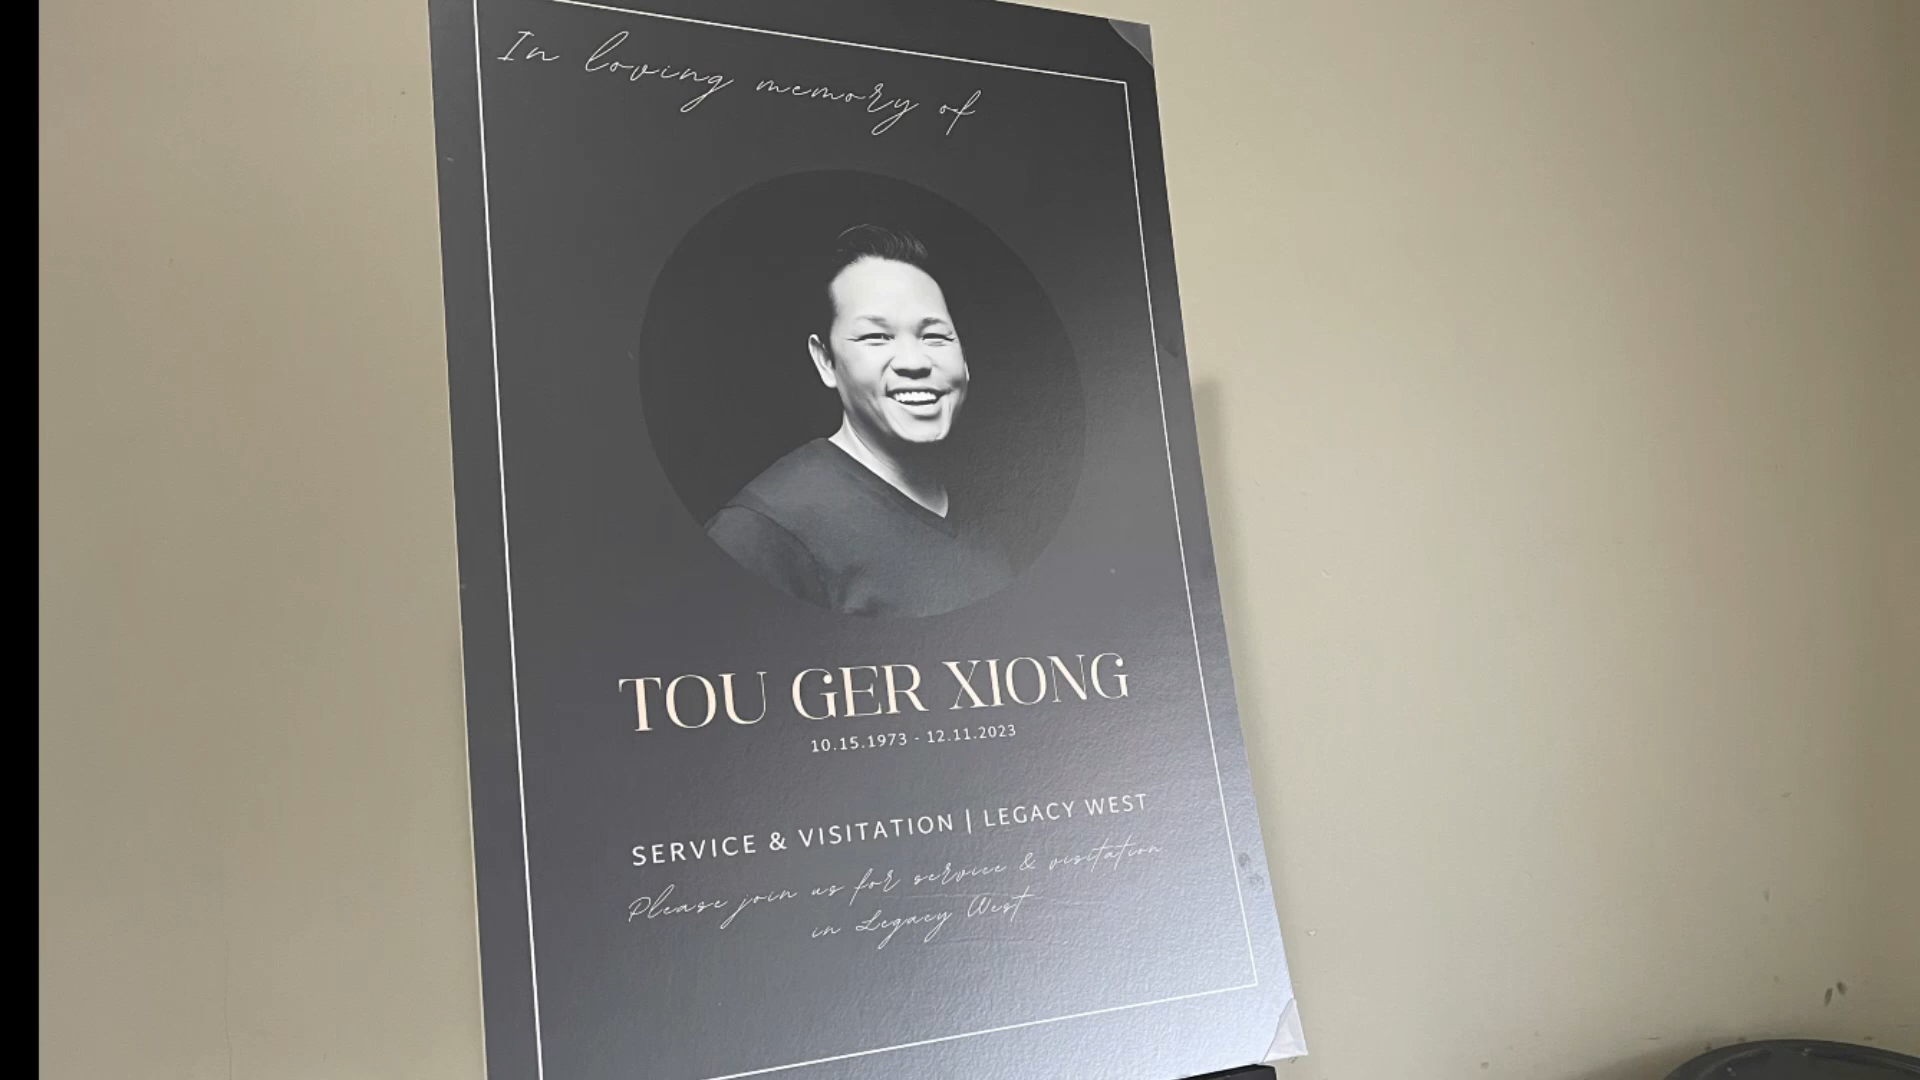 In loving memory of
TOU GER XIONG
10.15.1973 - 12.11.2023
SERVICE & VISITATION | LEGACY WEST
Please join us for service & visitation
in Legacy West